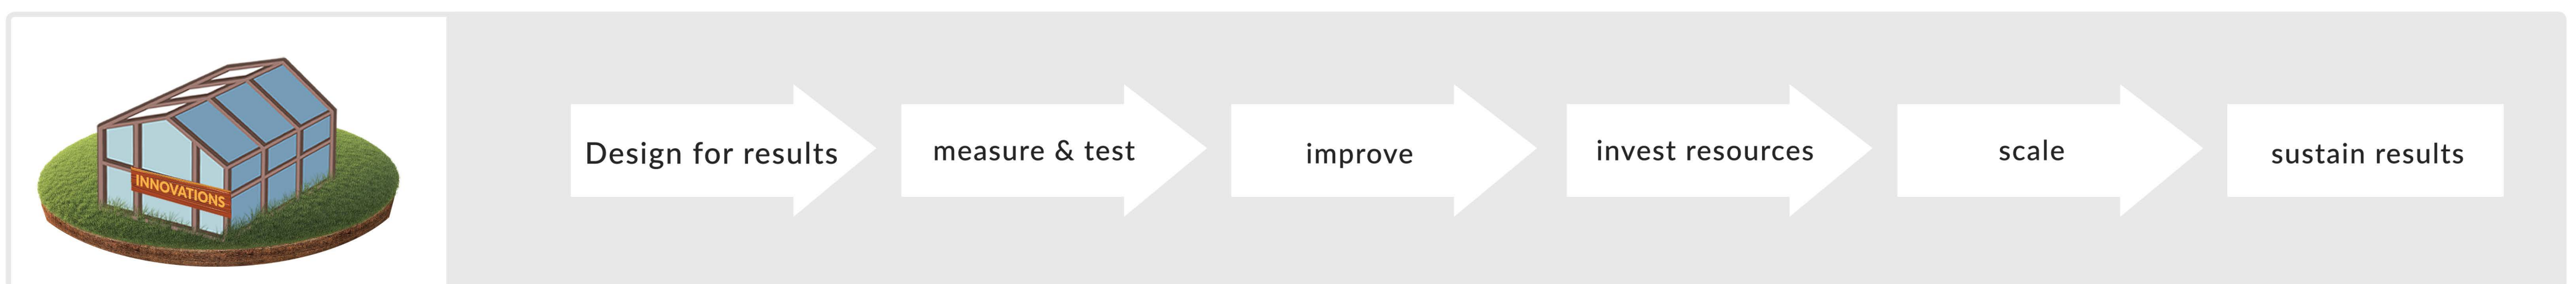 INNOVATIONS
Design for results
measure & test
improve
invest resources
scale
sustain results